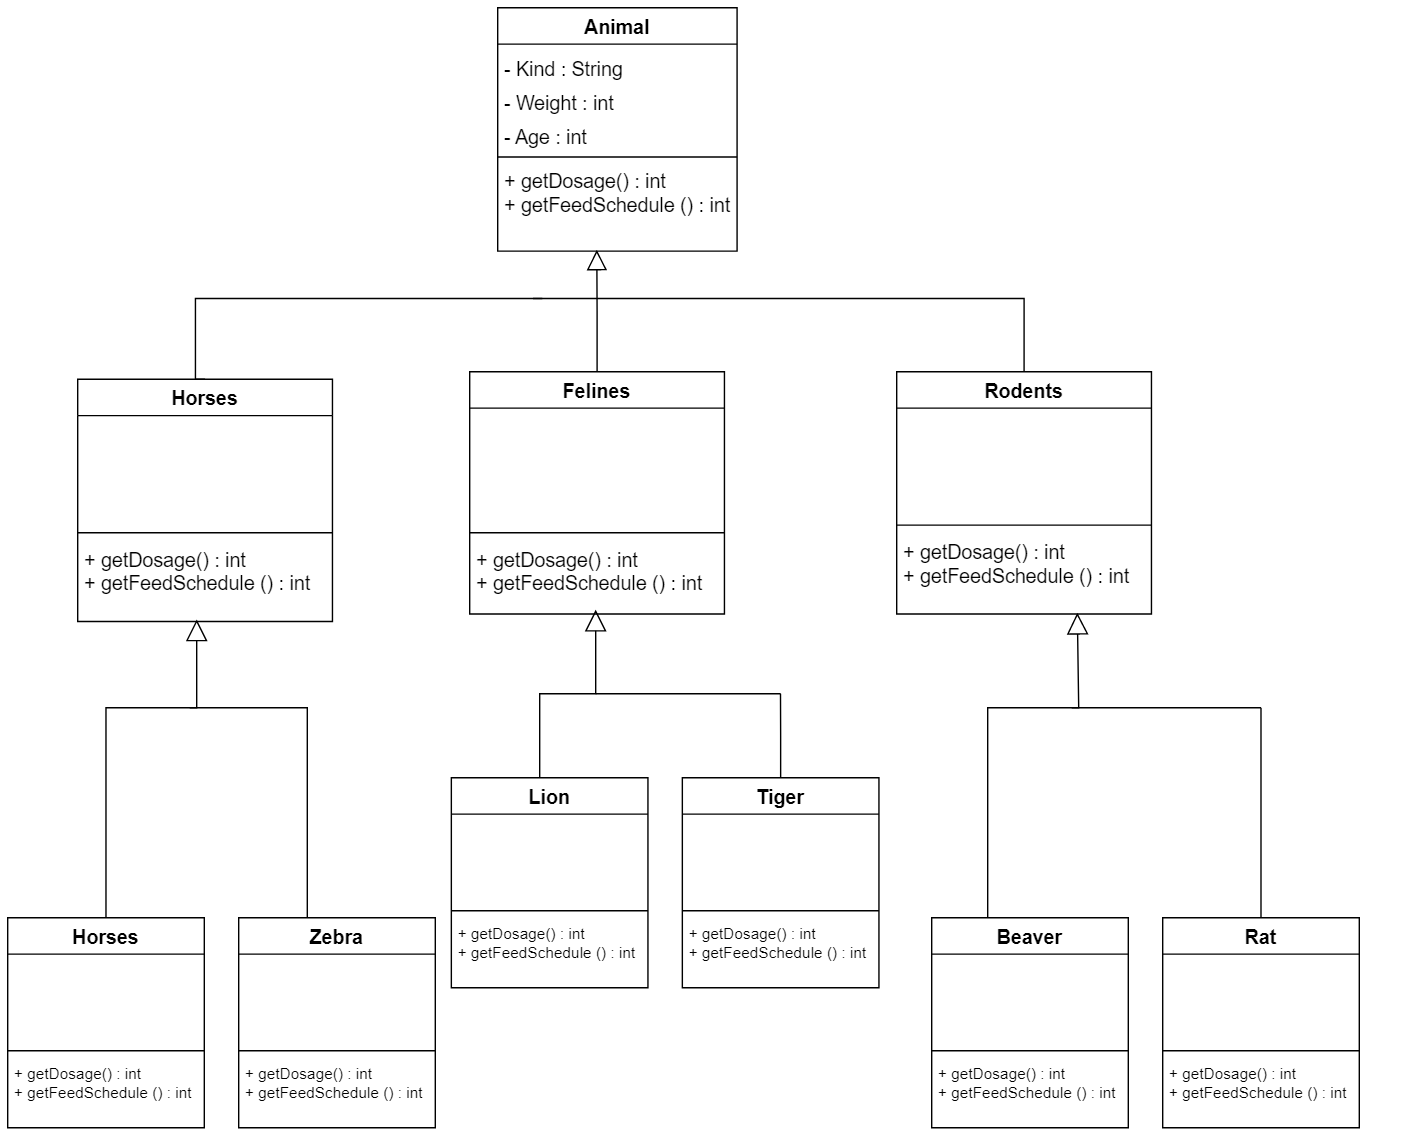 Animal
- Kind : String
- Weight : int
- Age : int
+ getDosage() : int
+ getFeedSchedule () : int
Horses
+ getDosage() : int
+ getFeedSchedule () : int
Felines
+ getDosage() : int
+ getFeedSchedule () : int
Rodents
+ getDosage() : int
+ getFeedSchedule () : int
Horses
+ getDosage() : int
+ getFeedSchedule () : int
Zebra
+ getDosage() : int
+ getFeedSchedule () : int
Lion
+ getDosage() : int
+ getFeedSchedule () : int
Tiger
+ getDosage() : int
+ getFeedSchedule () : int
Beaver
+ getDosage() : int
+ getFeedSchedule () : int
Rat
+ getDosage() : int
+ getFeedSchedule () : int